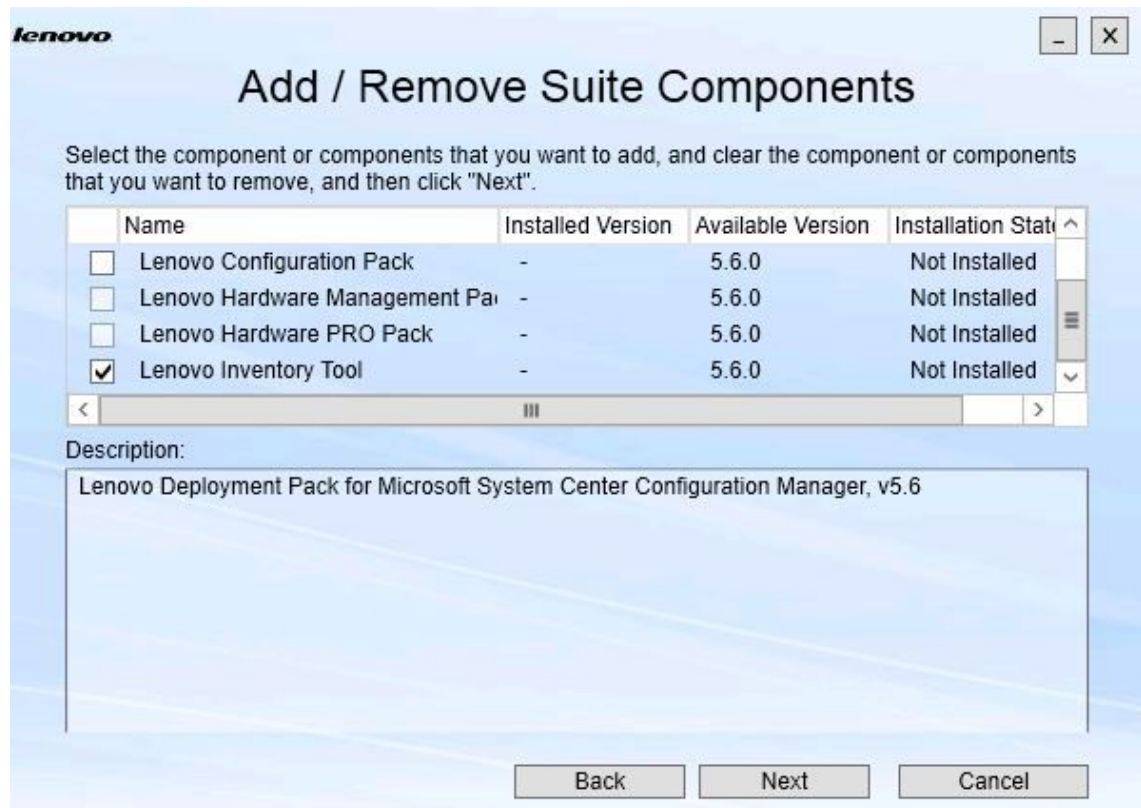 lenovo
Add / Remove Suite Components
Select the component or components that you want to add, and clear the component or components
that you want to remove, and then click "Next".
Name Installed Version Available Version Installation State
Lenovo Configuration Pack - 5.6.0 Not Installed
Lenovo Hardware Management Pac - 5.6.0 Not Installed
Lenovo Hardware PRO Pack - 5.6.0 Not Installed
Lenovo Inventory Tool - 5.6.0 Not Installed
Description:
Lenovo Deployment Pack for Microsoft System Center Configuration Manager, v5.6
Back Next Cancel